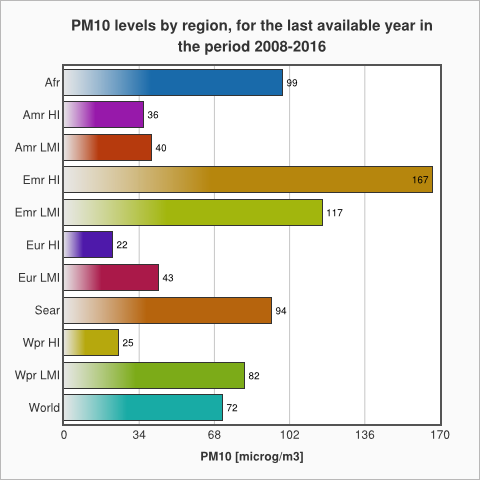 PM10 levels by region, for the last available year in
the period 2008-2016
Afr 99
Amr HI 36
Amr LMI 40
Emr HI 167
Emr LMI 117
Eur HI 22
Eur LMI 43
Sear 94
Wpr HI 25
Wpr LMI 82
World 72
0 34 68 102 136 170
PM10 [microg/m3]